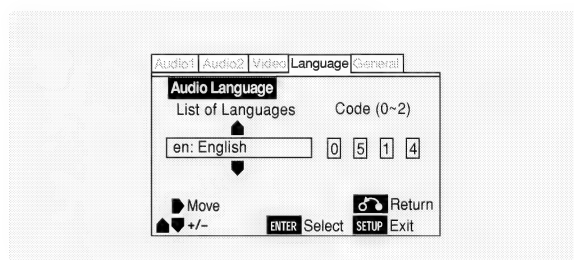 Audio1 Audio2 Video Language General
Audio Language
List of Languages Code (0~2)
en: English 0 5 1 4
Move Return
+/– ENTER Select SETUP Exit